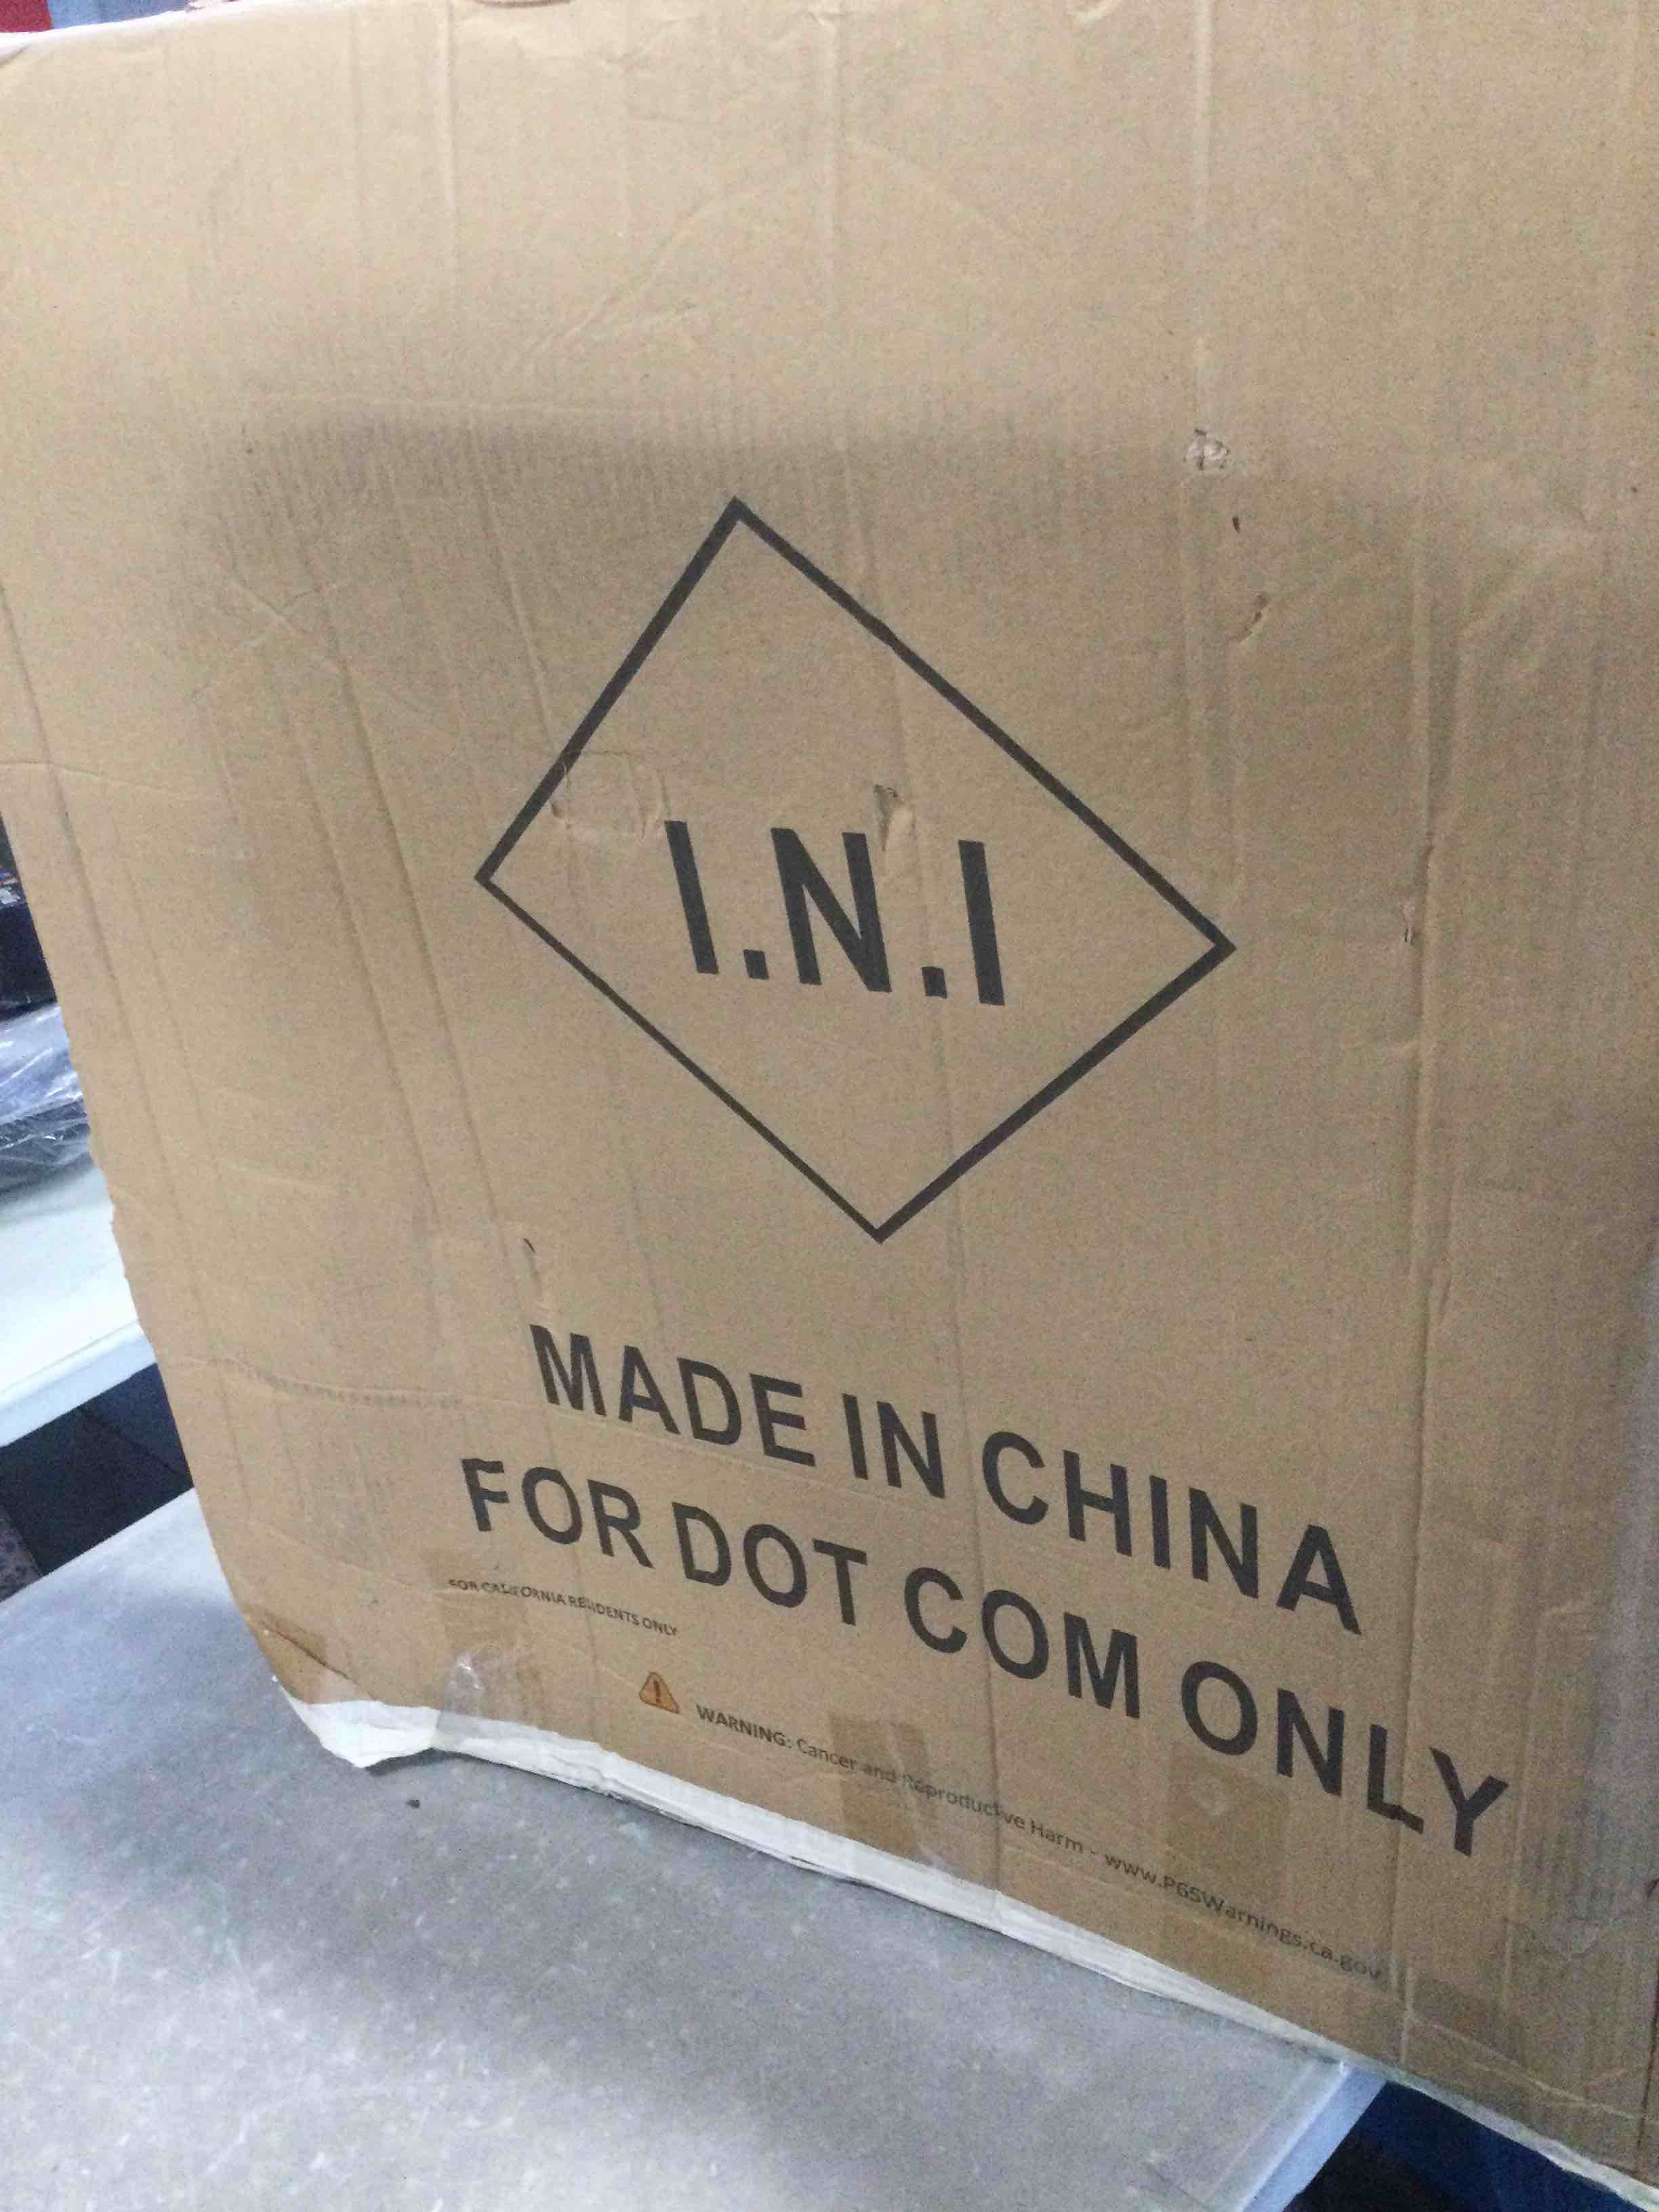 I.N.I
MADE IN CHINA
FOR DOT COM ONLY
FOR CALIFORNIA RESIDENTS ONLY
WARNING: Cancer and Reproductive Harm - www.P65Warnings.ca.gov